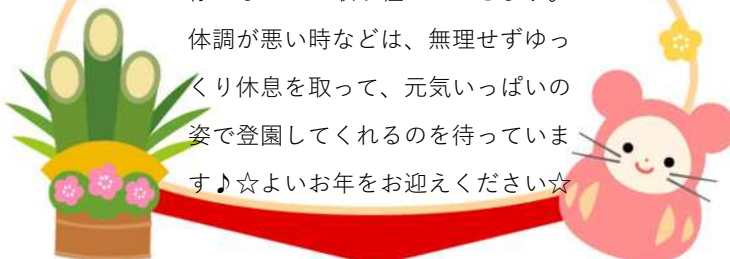 体調が悪い時などは、無理せずゆっ
くり休息を取って、元気いっぱいの
姿で登園してくれるのを待っていま
す♪☆よいお年をお迎えください☆